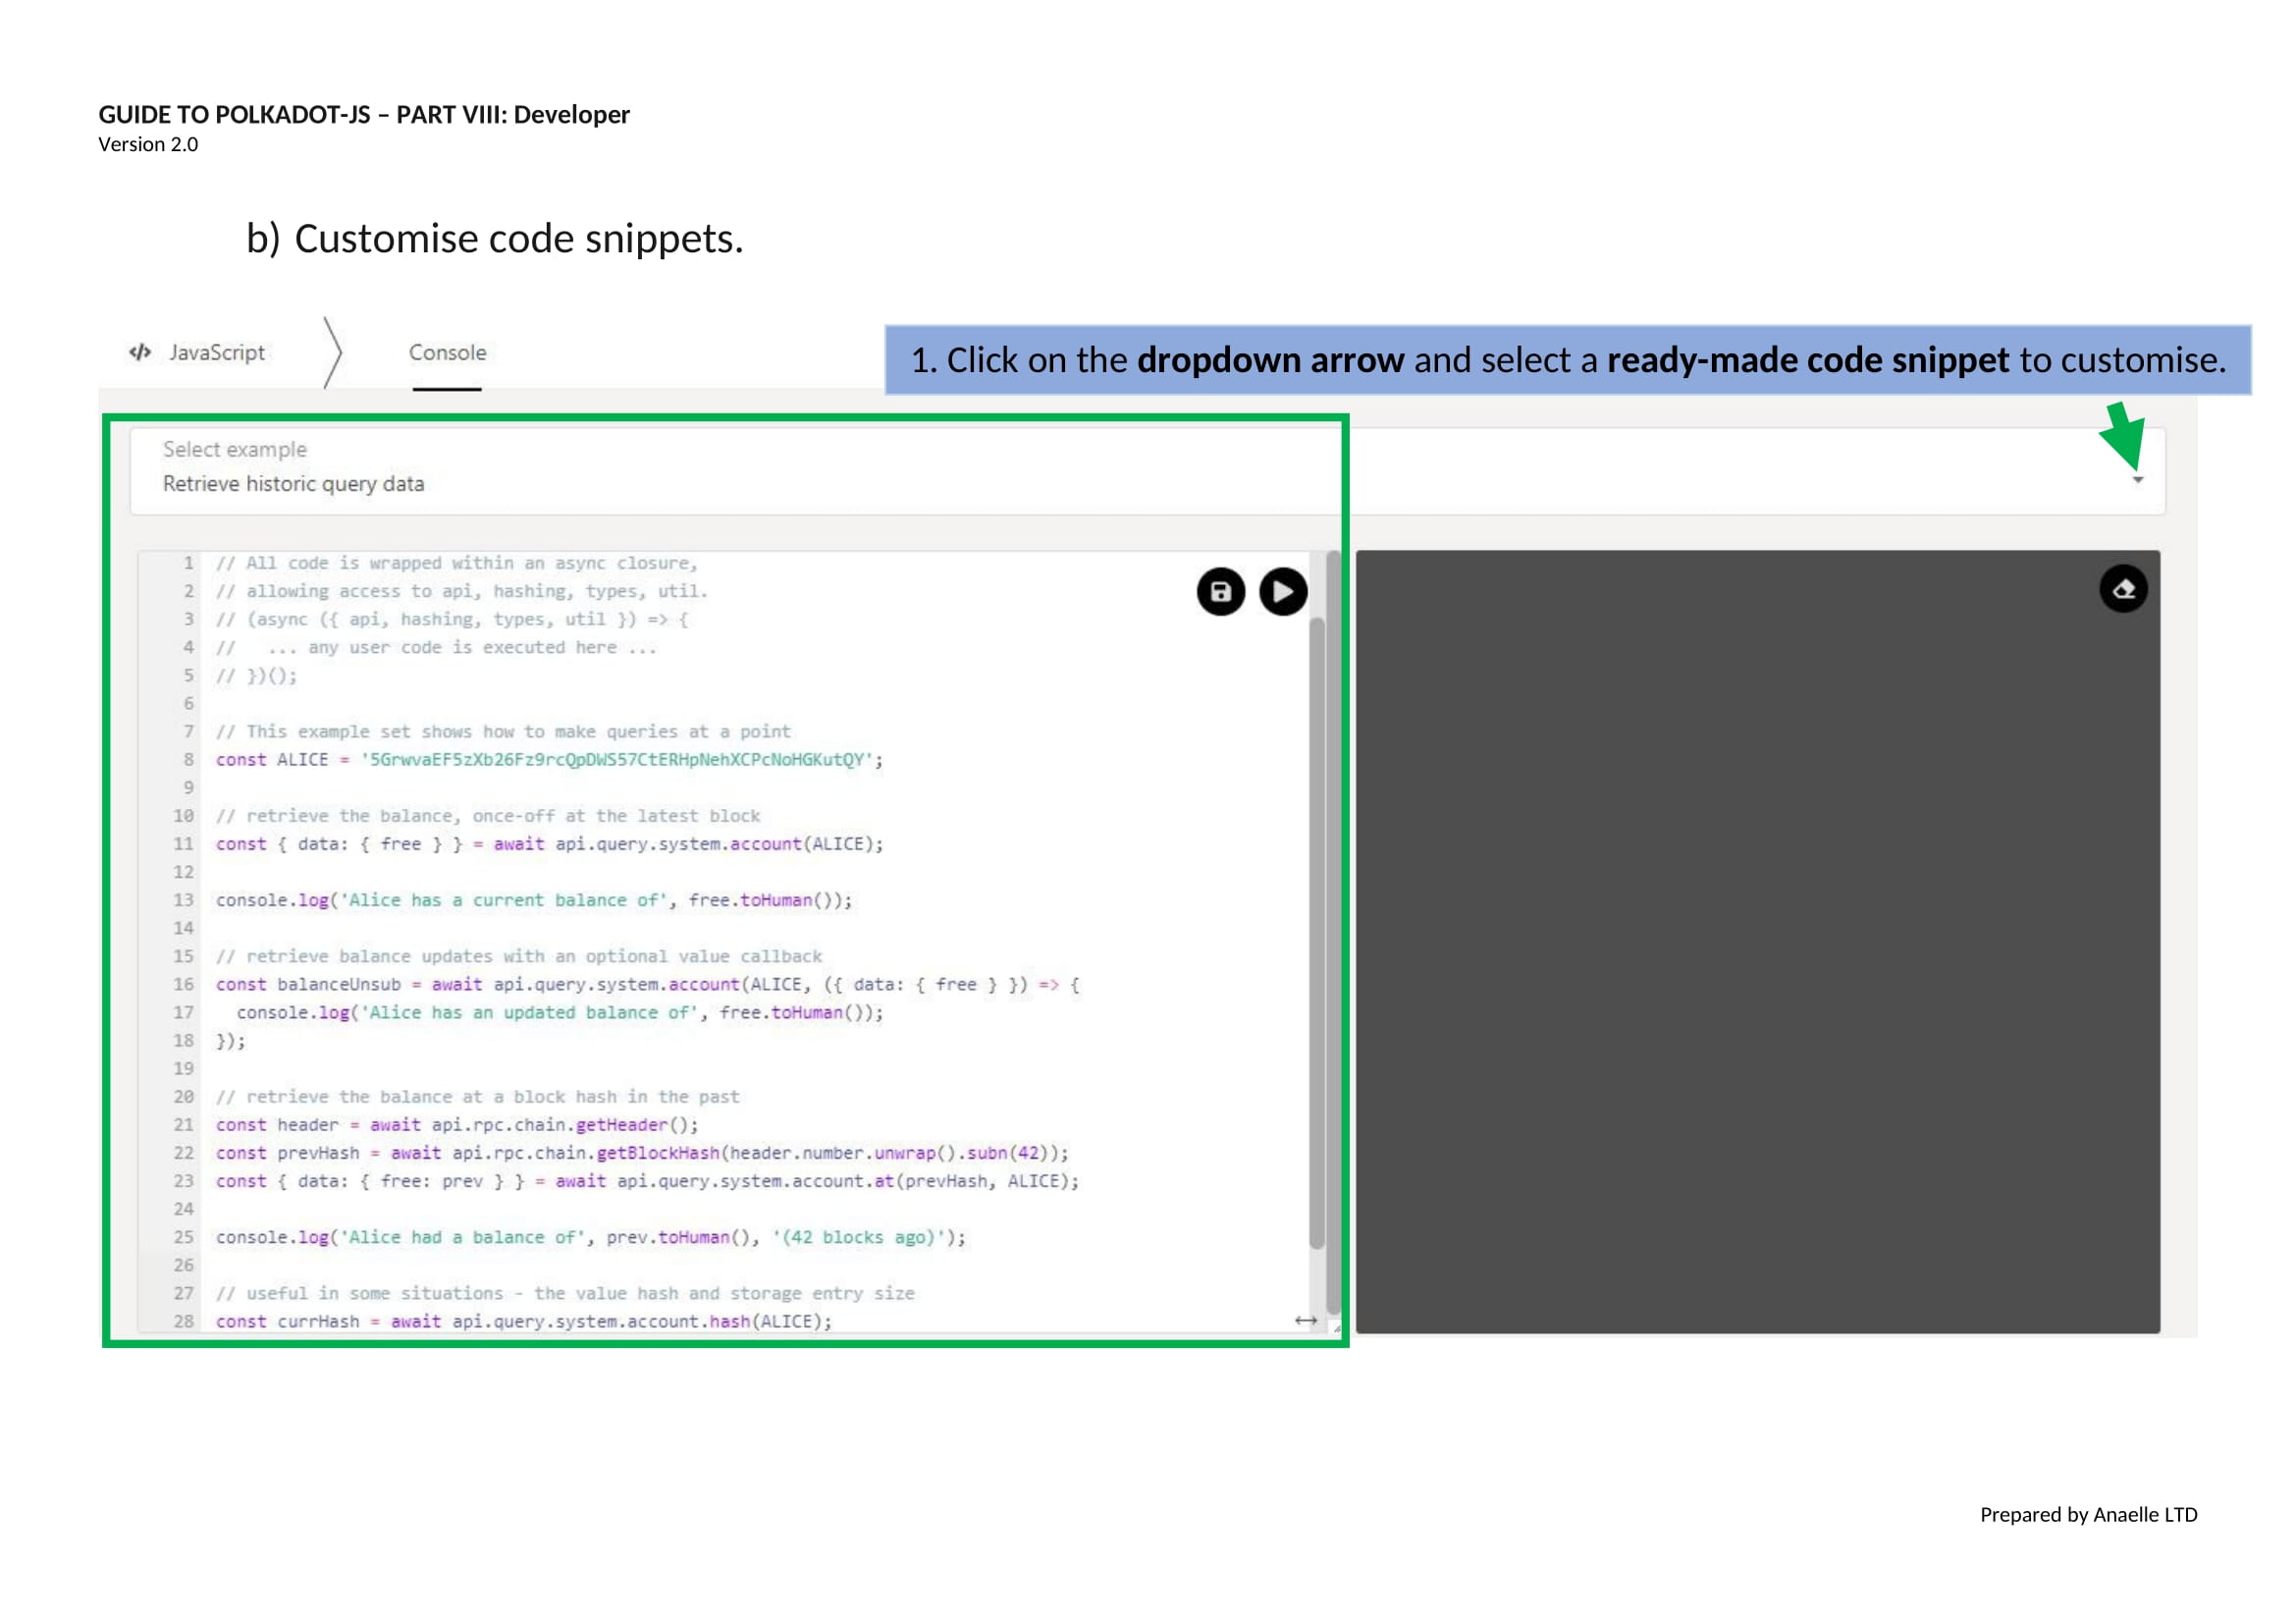 GUIDE TO POLKADOT-JS – PART VIII: Developer
Version 2.0
b) Customise code snippets.
JavaScript
Console
1. Click on the dropdown arrow and select a ready-made code snippet to customise.
Select example
Retrieve historic query data
1 // All code is wrapped within an async closure,
2 // allowing access to api, hashing, types, util.
3 // (async ({ api, hashing, types, util }) => {
4 //   ... any user code is executed here ...
5 // })();
6
7 // This example set shows how to make queries at a point
8 const ALICE = '5GrwvaEF5zXb26Fz9rcQpDWS57CtERHpNehXCPcNoHGKutQY';
9
10 // retrieve the balance, once-off at the latest block
11 const { data: { free } } = await api.query.system.account(ALICE);
12
13 console.log('Alice has a current balance of', free.toHuman());
14
15 // retrieve balance updates with an optional value callback
16 const balanceUnsub = await api.query.system.account(ALICE, ({ data: { free } }) => {
17   console.log('Alice has an updated balance of', free.toHuman());
18 });
19
20 // retrieve the balance at a block hash in the past
21 const header = await api.rpc.chain.getHeader();
22 const prevHash = await api.rpc.chain.getBlockHash(header.number.unwrap().subn(42));
23 const { data: { free: prev } } = await api.query.system.account.at(prevHash, ALICE);
24
25 console.log('Alice had a balance of', prev.toHuman(), '(42 blocks ago)');
26
27 // useful in some situations - the value hash and storage entry size
28 const currHash = await api.query.system.account.hash(ALICE);
Prepared by Anaelle LTD